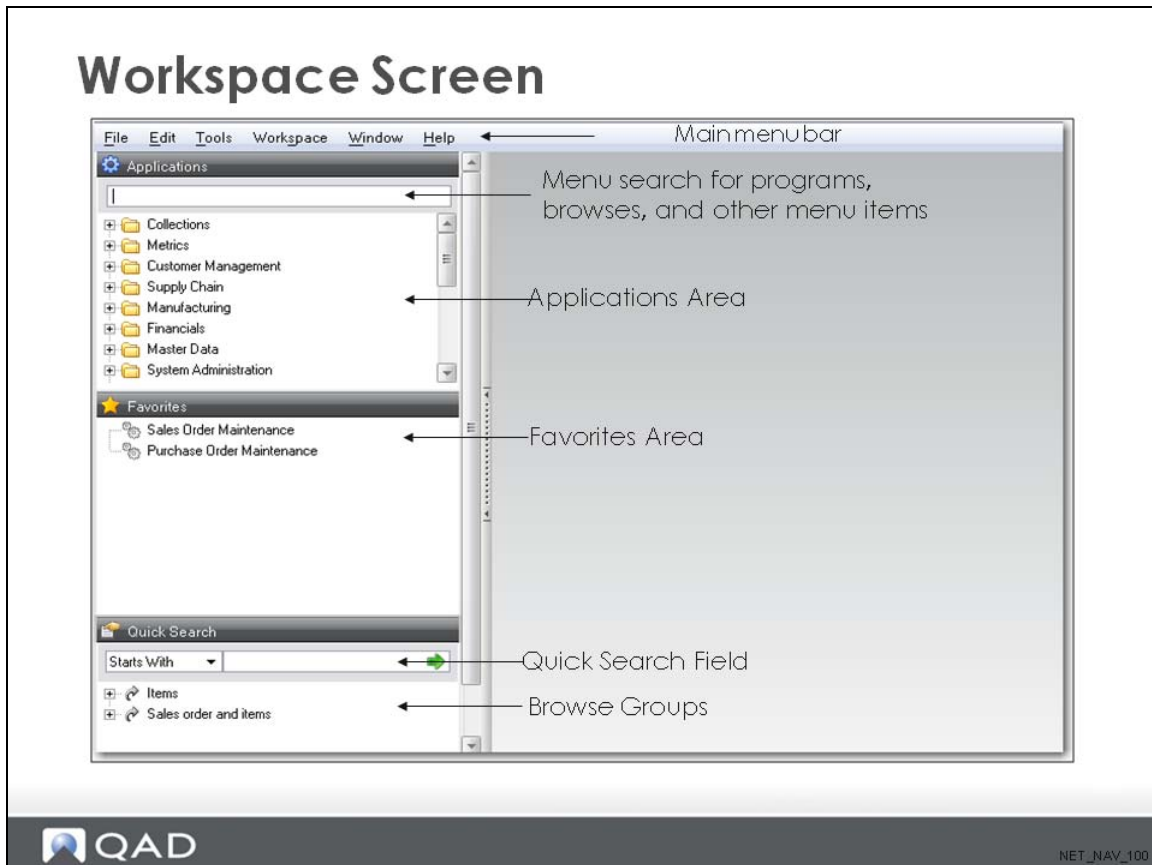 Workspace Screen
File Edit Tools Workspace Window Help
Main menu bar
Applications
Menu search for programs,
browses, and other menu items
Collections
Metrics
Customer Management
Supply Chain
Manufacturing
Financials
Master Data
System Administration
Applications Area
Favorites
Sales Order Maintenance
Purchase Order Maintenance
Favorites Area
Quick Search
Starts With
Quick Search Field
Items
Sales order and items
Browse Groups
QAD
NET_NAV_100